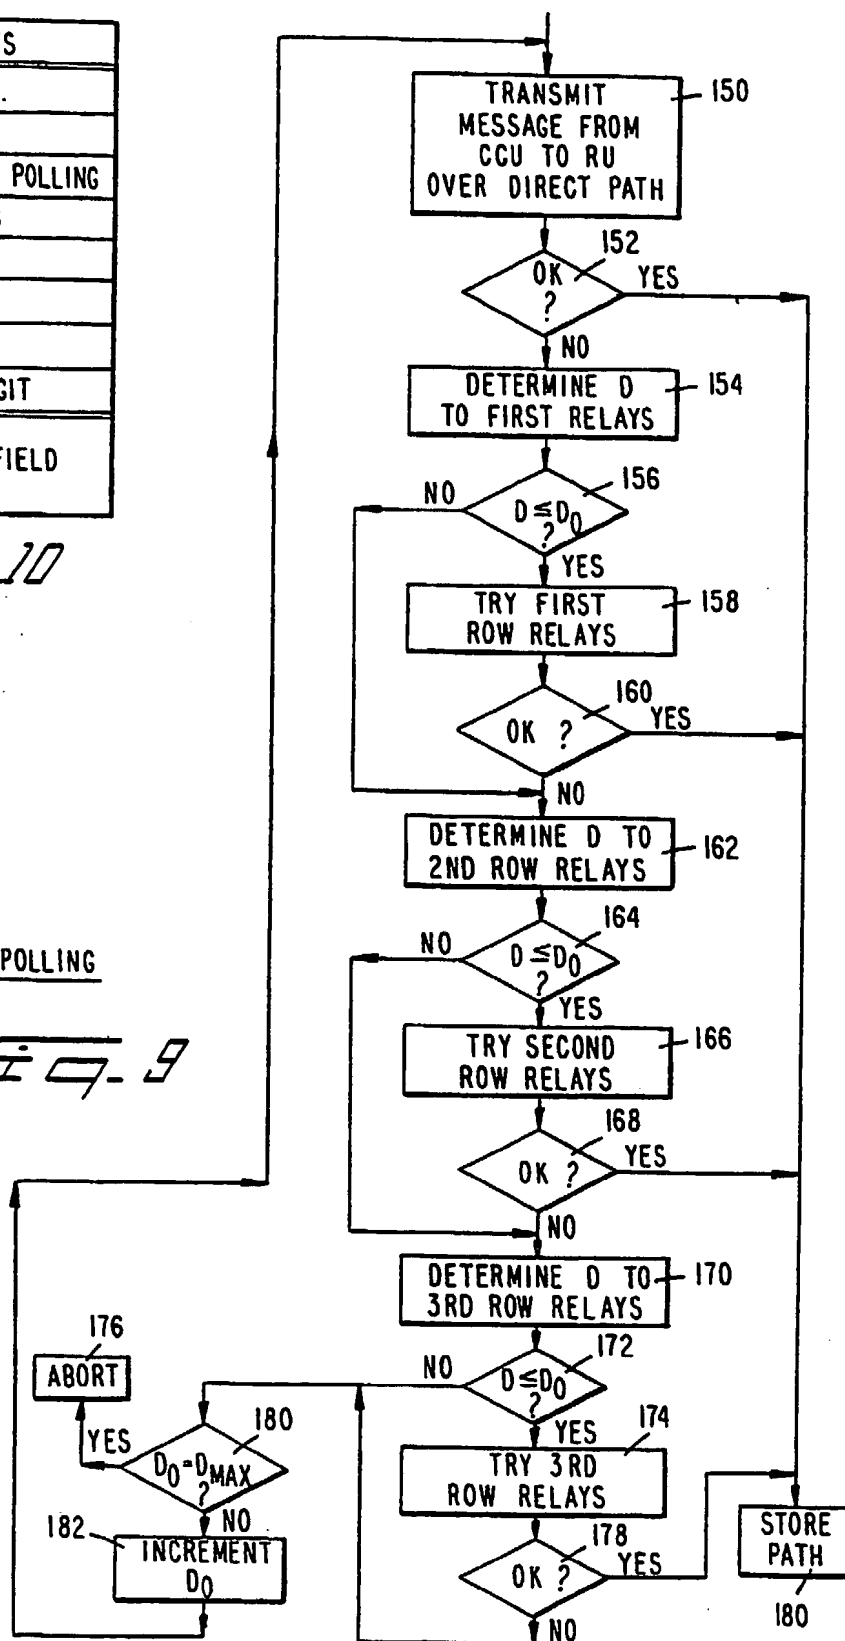 S
POLLING
S
GIT
FIELD
10
POLLING
Fig. 9
TRANSMIT
MESSAGE FROM
CCU TO RU
OVER DIRECT PATH
150
OK
?
152
YES
NO
DETERMINE D
TO FIRST RELAYS
154
D≤D0
?
156
NO
YES
TRY FIRST
ROW RELAYS
158
OK ?
160
YES
NO
DETERMINE D TO
2ND ROW RELAYS
162
D≤D0
?
164
NO
YES
TRY SECOND
ROW RELAYS
166
OK ?
168
YES
NO
DETERMINE D TO
3RD ROW RELAYS
170
D≤D0
?
172
NO
YES
TRY 3RD
ROW RELAYS
174
OK ?
178
YES
NO
176
ABORT
YES
D0=DMAX
?
180
NO
182
INCREMENT
D0
STORE
PATH
180